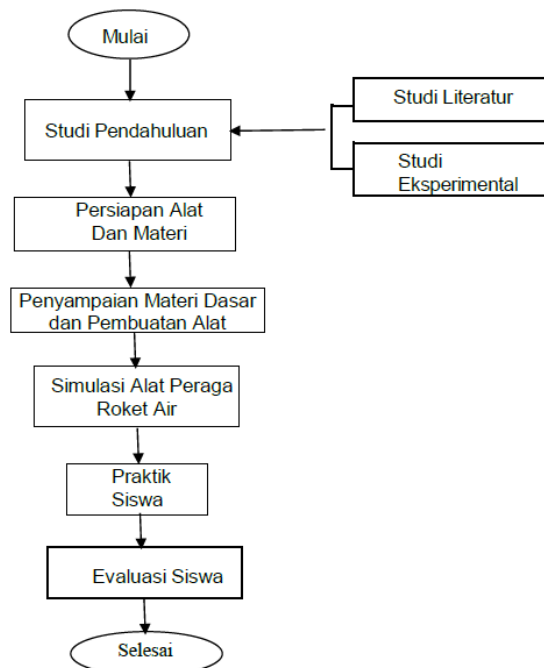 Mulai
Studi Pendahuluan
Studi Literatur
Studi
Eksperimental
Persiapan Alat
Dan Materi
Penyampaian Materi Dasar
dan Pembuatan Alat
Simulasi Alat Peraga
Roket Air
Praktik
Siswa
Evaluasi Siswa
Selesai